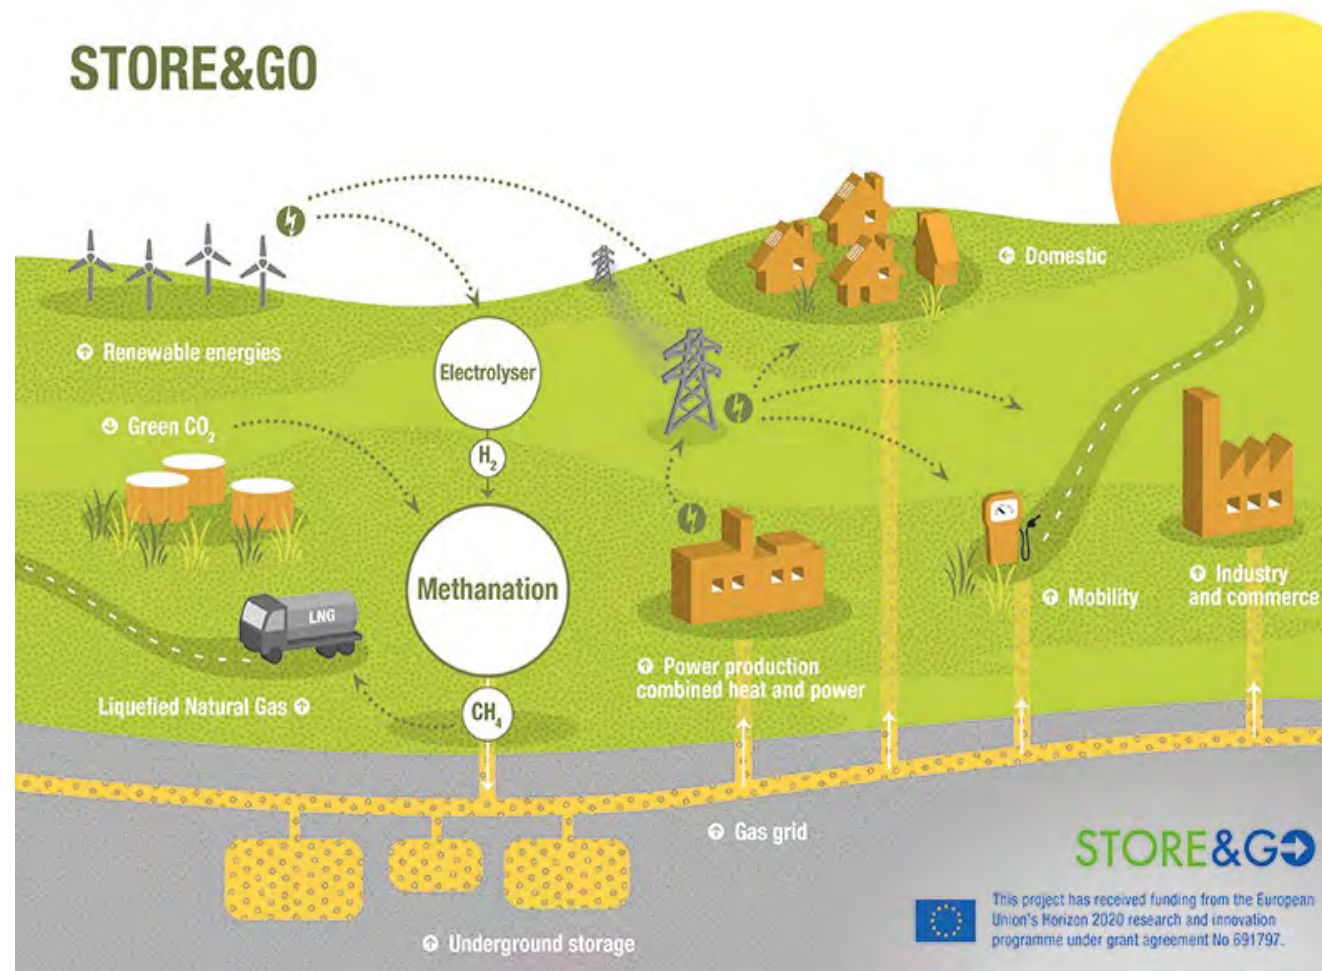 STORE&GO
Renewable energies
Electrolyser
Domestic
Green CO₂
H₂
Methanation
LNG
Liquefied Natural Gas
CH₄
Power production
combined heat and power
Mobility
Industry
and commerce
Gas grid
Underground storage
STORE&GO
This project has received funding from the European
Union's Horizon 2020 research and innovation
programme under grant agreement No 691797.